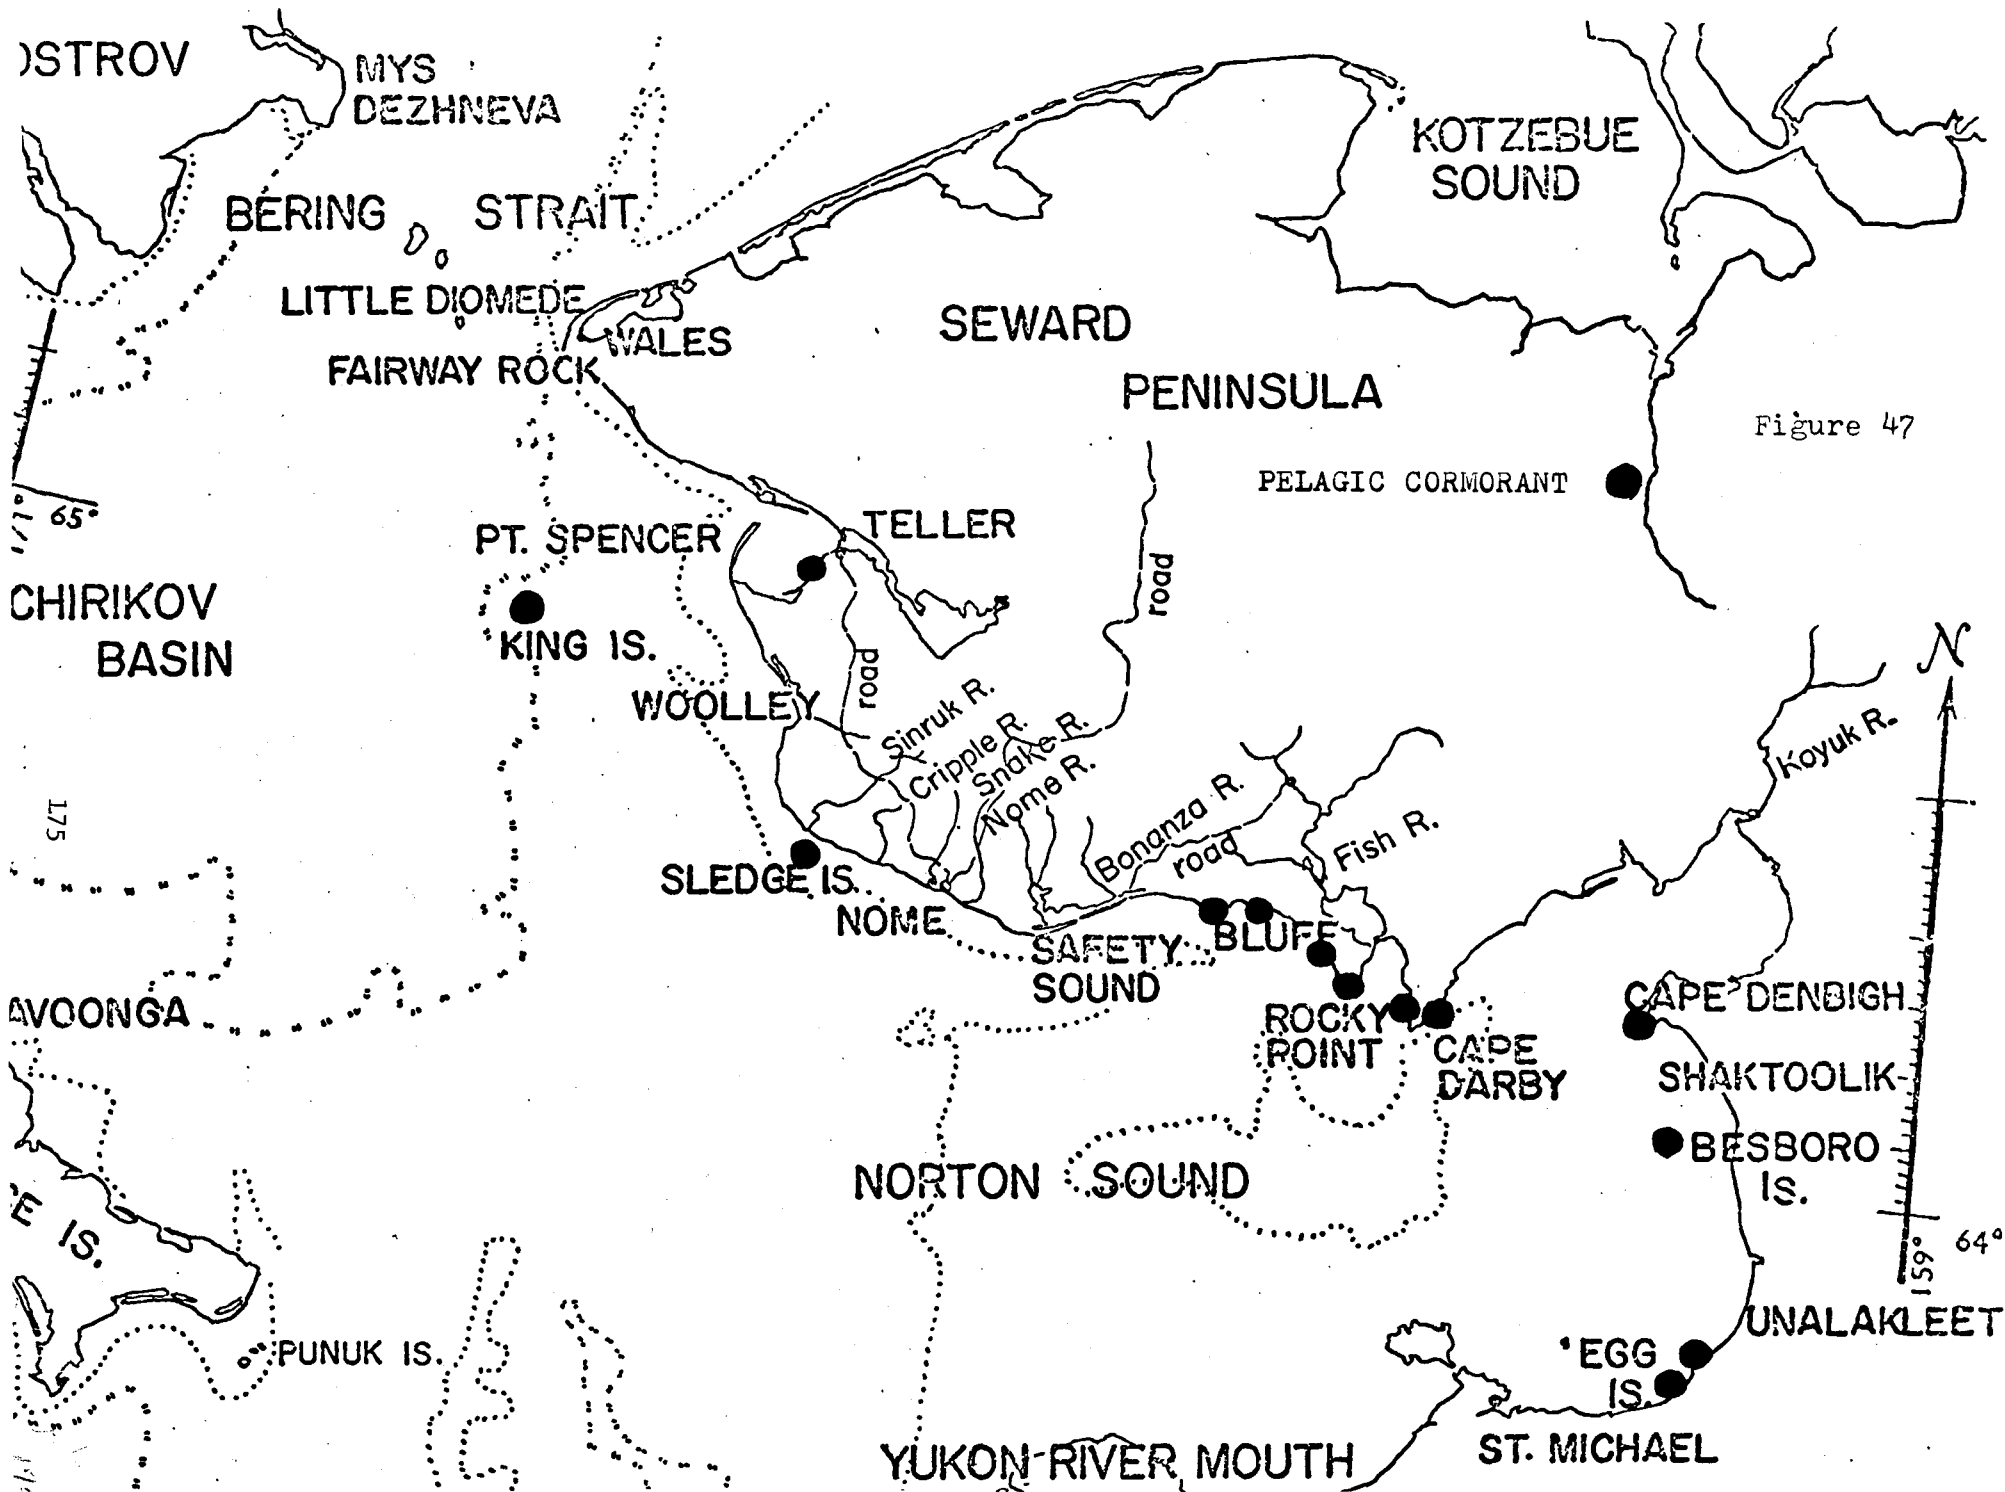 OSTROV
MYS
DEZHNEVA
KOTZEBUE
SOUND
BERING STRAIT
LITTLE DIOMEDE
WALES
FAIRWAY ROCK
SEWARD
PENINSULA
Figure 47
PELAGIC CORMORANT
65°
PT. SPENCER
TELLER
road
CHIRIKOV
BASIN
KING IS.
N
WOOLLEY
road
Sinruk R.
Cripple R.
Snake R.
Nome R.
Koyuk R.
175
Bonanza R.
road
Fish R.
SLEDGE IS.
NOME
SAFETY
SOUND
BLUFF
AVOONGA
ROCKY
POINT
CAPE
DARBY
CAPE DENBIGH
SHAKTOOLIK
BESBORO
IS.
NORTON SOUND
E IS.
159°
64°
UNALAKLEET
PUNUK IS.
EGG
IS.
ST. MICHAEL
YUKON RIVER MOUTH